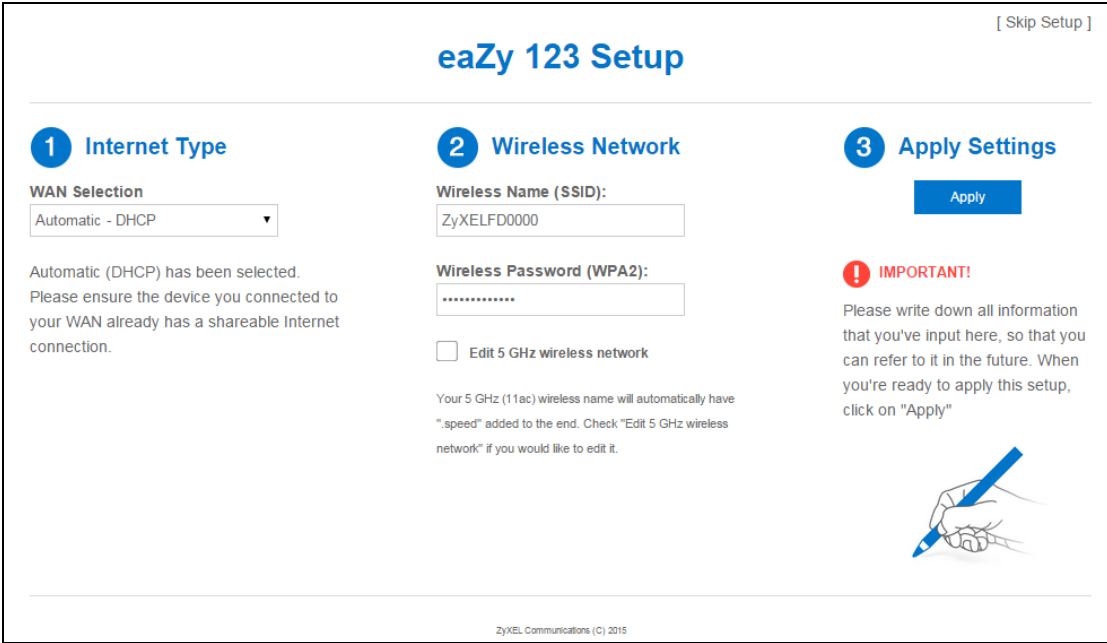 [ Skip Setup ]
eaZy 123 Setup
1 Internet Type
WAN Selection
Automatic - DHCP
Automatic (DHCP) has been selected.
Please ensure the device you connected to
your WAN already has a shareable Internet
connection.
2 Wireless Network
Wireless Name (SSID):
ZyXELFD0000
Wireless Password (WPA2):
•••••••••••••
Edit 5 GHz wireless network
Your 5 GHz (11ac) wireless name will automatically have
".speed" added to the end. Check "Edit 5 GHz wireless
network" if you would like to edit it.
3 Apply Settings
Apply
! IMPORTANT!
Please write down all information
that you've input here, so that you
can refer to it in the future. When
you're ready to apply this setup,
click on "Apply"
ZyXEL Communications (C) 2015